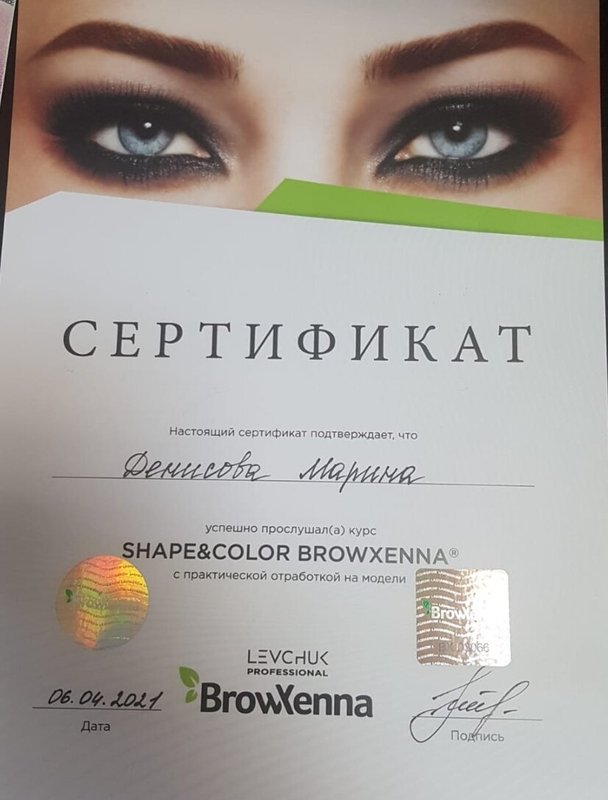 СЕРТИФИКАТ
Настоящий сертификат подтверждает, что
Денисова Марина
успешно прослушал(а) курс
SHAPE&COLOR BROWXENNA®
с практической отработкой на модели
LEVCHUK
PROFESSIONAL
BrowXenna
06.04.2021
Дата
Подпись